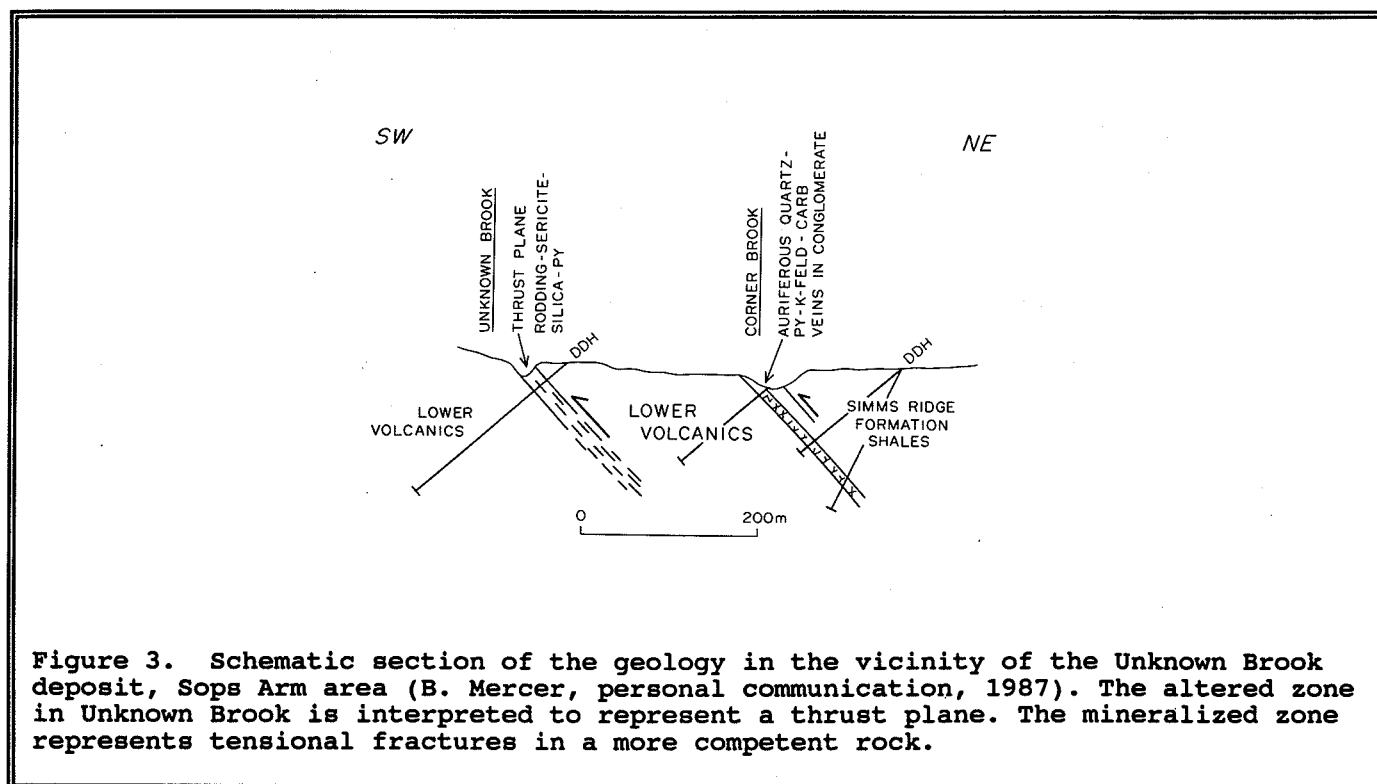 SW
NE
UNKNOWN BROOK
THRUST PLANE
RODDING-SERICITE-
SILICA-PY
CORNER BROOK
AURIFEROUS QUARTZ-
PY-K-FELD-CARB
VEINS IN CONGLOMERATE
DDH
DDH
LOWER
VOLCANICS
LOWER
VOLCANICS
SIMMS RIDGE
FORMATION
SHALES
0
200m
Figure 3. Schematic section of the geology in the vicinity of the Unknown Brook
deposit, Sops Arm area (B. Mercer, personal communication, 1987). The altered zone
in Unknown Brook is interpreted to represent a thrust plane. The mineralized zone
represents tensional fractures in a more competent rock.